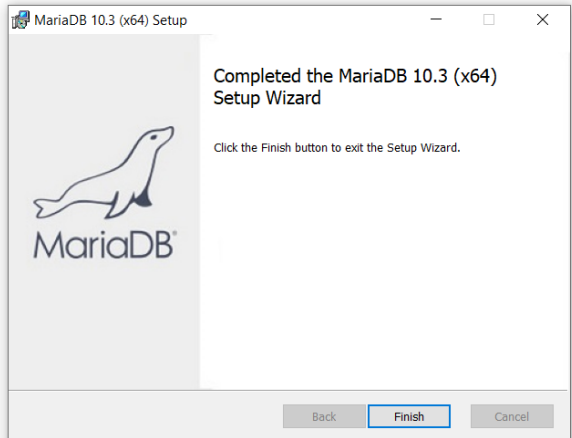 MariaDB 10.3 (x64) Setup
Completed the MariaDB 10.3 (x64)
Setup Wizard
Click the Finish button to exit the Setup Wizard.
MariaDB
Back
Finish
Cancel